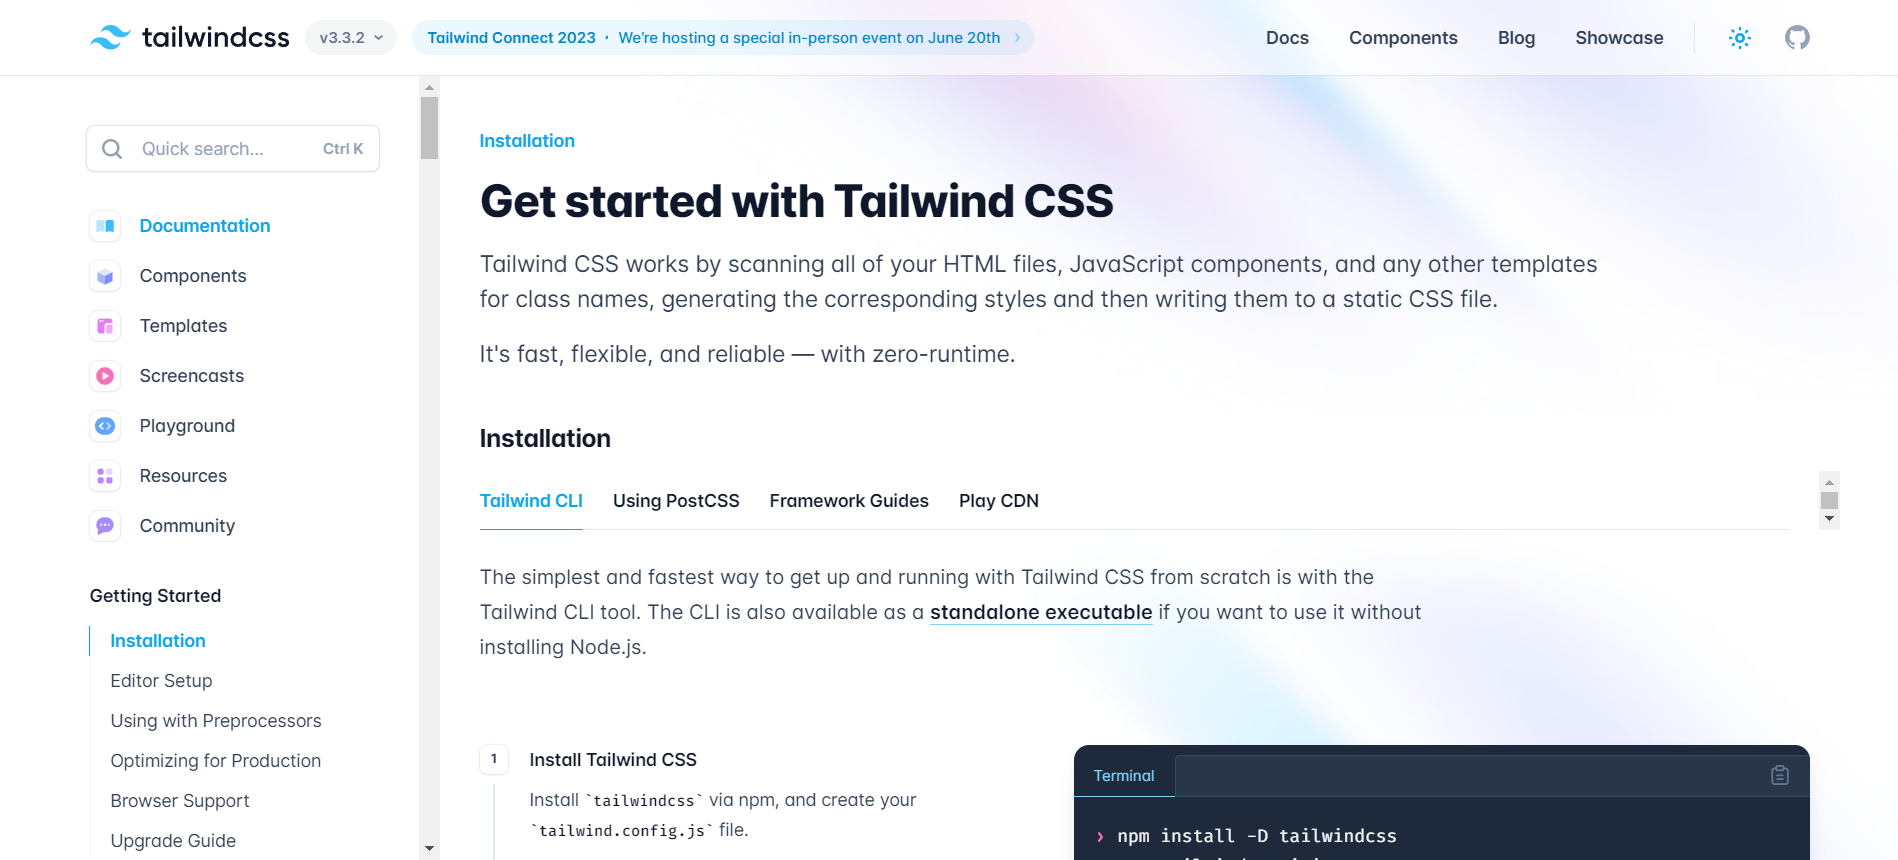 tailwindcss
v3.3.2
Tailwind Connect 2023 · We're hosting a special in-person event on June 20th
Docs
Components
Blog
Showcase
Quick search...
Ctrl K
Documentation
Components
Templates
Screencasts
Playground
Resources
Community
Getting Started
Installation
Editor Setup
Using with Preprocessors
Optimizing for Production
Browser Support
Upgrade Guide
Installation
Get started with Tailwind CSS
Tailwind CSS works by scanning all of your HTML files, JavaScript components, and any other templates
for class names, generating the corresponding styles and then writing them to a static CSS file.
It's fast, flexible, and reliable — with zero-runtime.
Installation
Tailwind CLI
Using PostCSS
Framework Guides
Play CDN
The simplest and fastest way to get up and running with Tailwind CSS from scratch is with the
Tailwind CLI tool. The CLI is also available as a standalone executable if you want to use it without
installing Node.js.
1
Install Tailwind CSS
Install `tailwindcss` via npm, and create your
`tailwind.config.js` file.
Terminal
› npm install -D tailwindcss